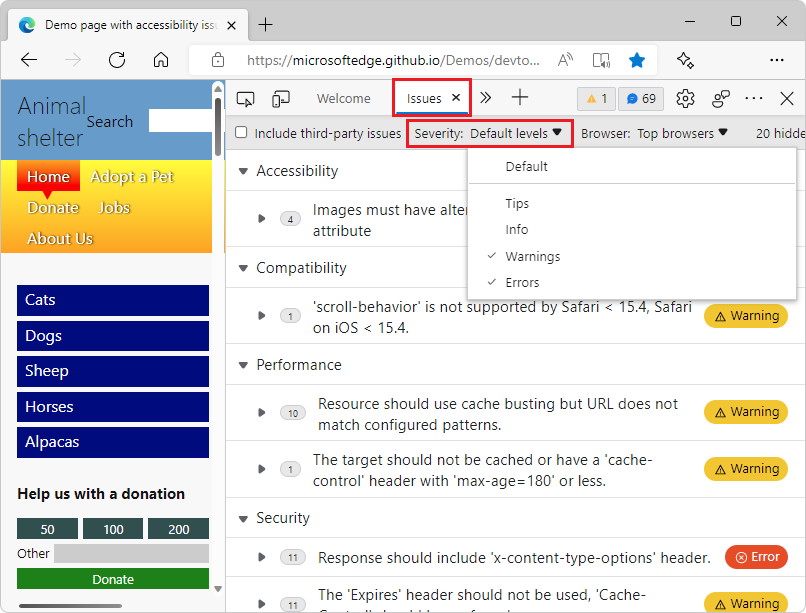 Demo page with accessibility iss
https://microsoftedge.github.io/Demos/devto...
Animal
shelter
Search
Home
Adopt a Pet
Donate
Jobs
About Us
Cats
Dogs
Sheep
Horses
Alpacas
Help us with a donation
50 100 200
Other
Donate
Welcome
Issues
1
69
Include third-party issues
Severity: Default levels
Browser: Top browsers
20 hidde
Default
Tips
Info
Warnings
Errors
Accessibility
4
Images must have alter
attribute
Compatibility
1
'scroll-behavior' is not supported by Safari < 15.4, Safari
on iOS < 15.4.
Warning
Performance
10
Resource should use cache busting but URL does not
match configured patterns.
Warning
1
The target should not be cached or have a 'cache-
control' header with 'max-age=180' or less.
Warning
Security
11
Response should include 'x-content-type-options' header.
Error
11
The 'Expires' header should not be used, 'Cache-
Warning